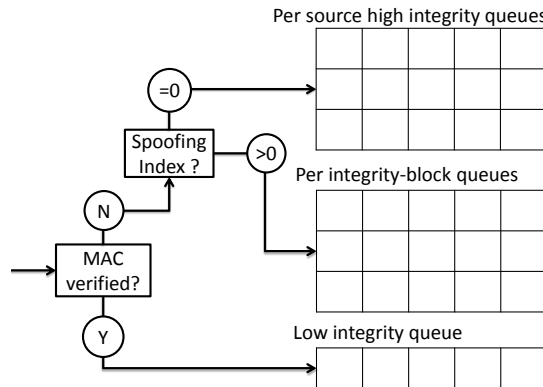 Per source high integrity queues
=0
Spoofing
Index ?
>0
Per integrity-block queues
N
MAC
verified?
Y
Low integrity queue